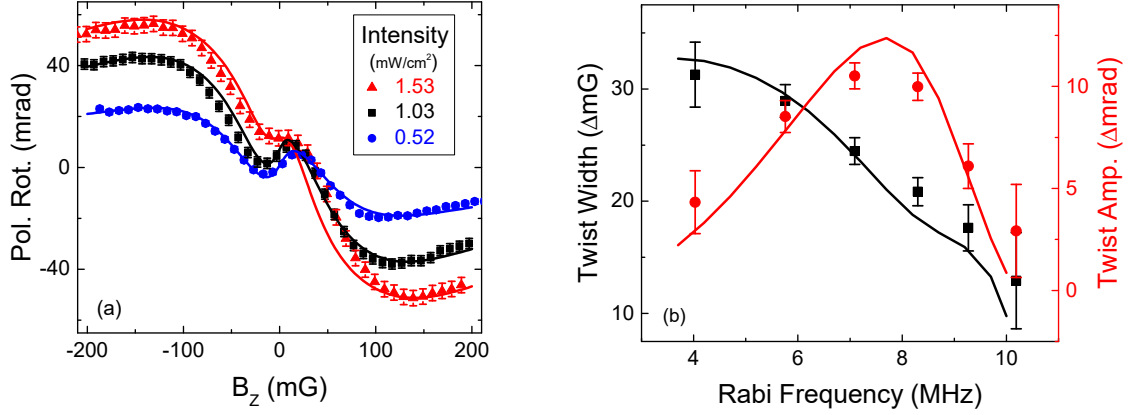 Pol. Rot. (mrad)
40
0
-40
-200
-100
0
100
200
B_Z (mG)
(a)
Intensity
(mW/cm²)
1.53
1.03
0.52
Twist Width (ΔmG)
40
30
20
10
4
6
8
10
Rabi Frequency (MHz)
(b)
10
5
0
Twist Amp. (Δmrad)